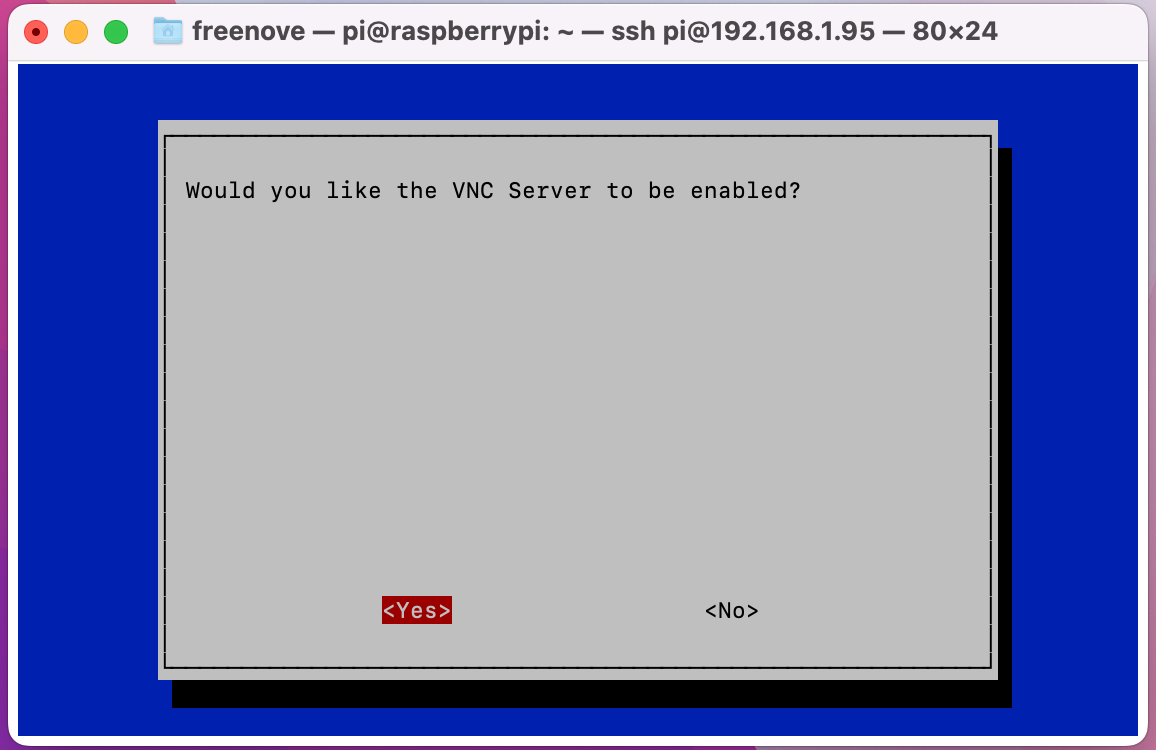 freenove — pi@raspberrypi: ~ — ssh pi@192.168.1.95 — 80×24
Would you like the VNC Server to be enabled?
<Yes> <No>